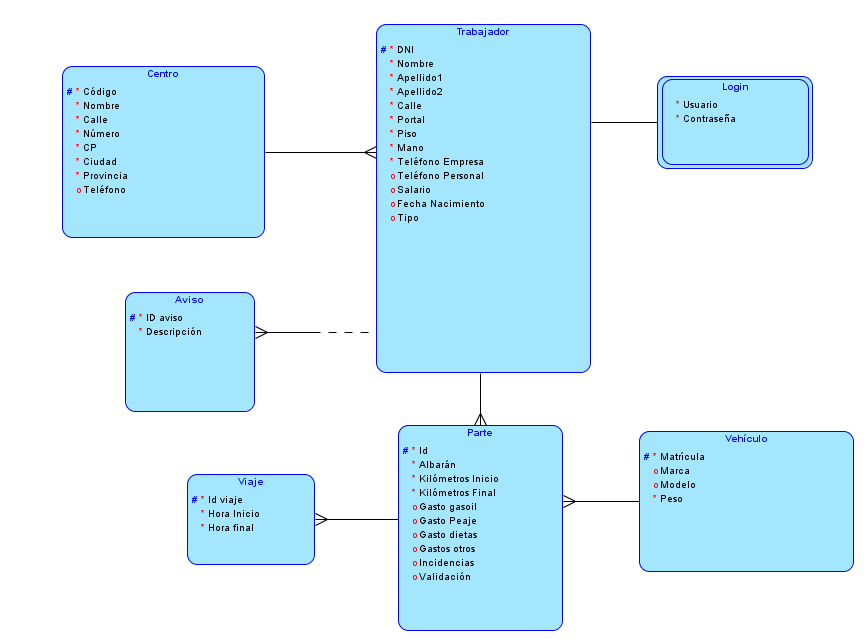 Centro
# * Código
* Nombre
* Calle
* Número
* CP
* Ciudad
* Provincia
o Teléfono
Trabajador
# * DNI
* Nombre
* Apellido1
* Apellido2
* Calle
* Portal
* Piso
* Mano
* Teléfono Empresa
o Teléfono Personal
o Salario
o Fecha Nacimiento
o Tipo
Login
* Usuario
* Contraseña
Aviso
# * ID aviso
* Descripción
Viaje
# * Id viaje
* Hora Inicio
* Hora final
Parte
# * Id
* Albarán
* Kilómetros Inicio
* Kilómetros Final
o Gasto gasoil
o Gasto Peaje
o Gasto dietas
o Gastos otros
o Incidencias
o Validación
Vehículo
# * Matrícula
o Marca
o Modelo
* Peso